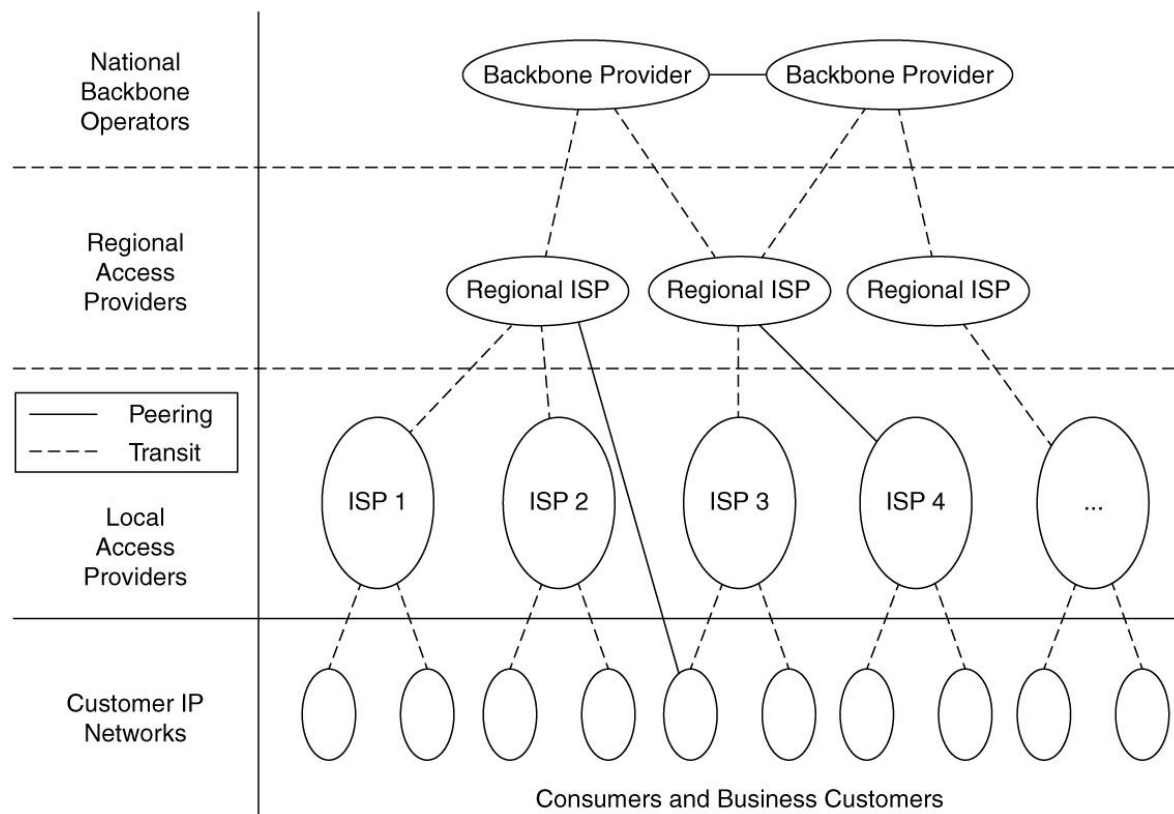 National
Backbone
Operators
Backbone Provider
Backbone Provider
Regional
Access
Providers
Regional ISP
Regional ISP
Regional ISP
Peering
Transit
Local
Access
Providers
ISP 1
ISP 2
ISP 3
ISP 4
...
Customer IP
Networks
Consumers and Business Customers